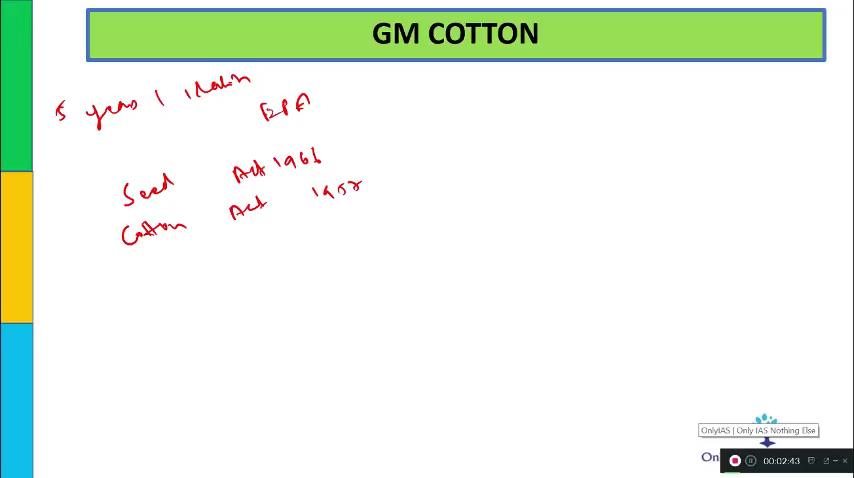 GM COTTON
5 years 1 lakh
EPA
Seed Act 1966
Cotton Act 1957
OnlyIAS | Only IAS Nothing Else
On
00:02:43